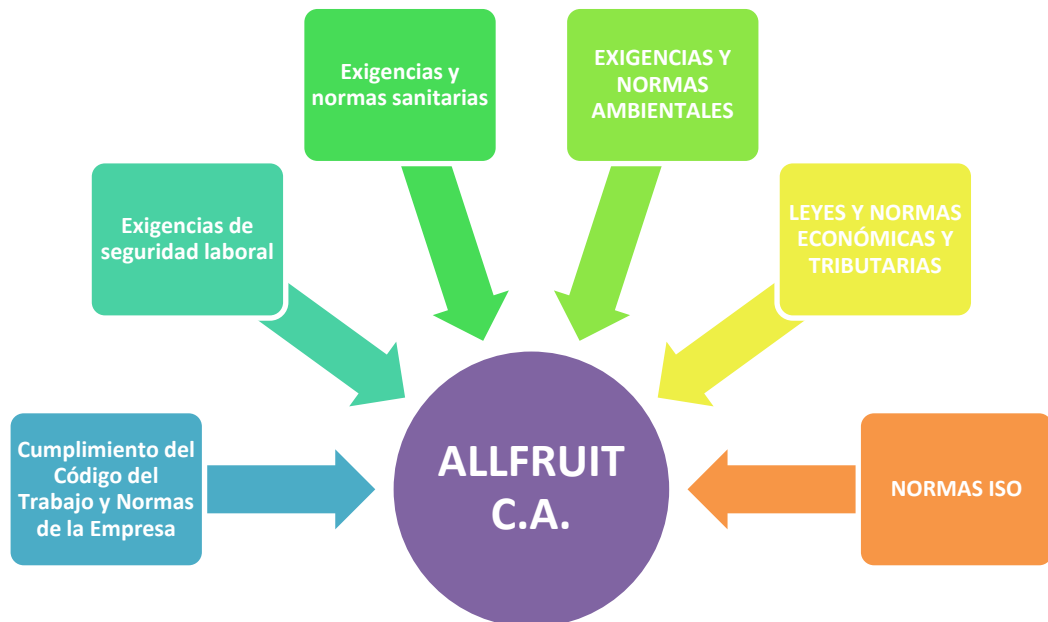 Exigencias y
normas sanitarias
EXIGENCIAS Y
NORMAS
AMBIENTALES
Exigencias de
seguridad laboral
LEYES Y NORMAS
ECONÓMICAS Y
TRIBUTARIAS
Cumplimiento del
Código del
Trabajo y Normas
de la Empresa
ALLFRUIT
C.A.
NORMAS ISO